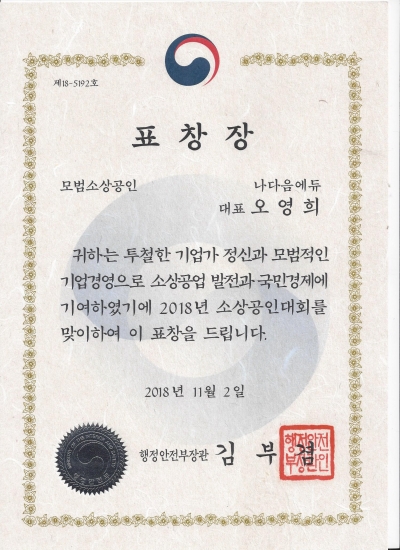 제18-5192호
표창장
모범소상공인 나다음에듀
대표 오영희
귀하는 투철한 기업가 정신과 모범적인
기업경영으로 소상공업 발전과 국민경제에
기여하였기에 2018년 소상공인대회를
맞이하여 이 표창을 드립니다.
2018년 11월 2일
행정안전부장관 김부겸
행정안전
부장관인